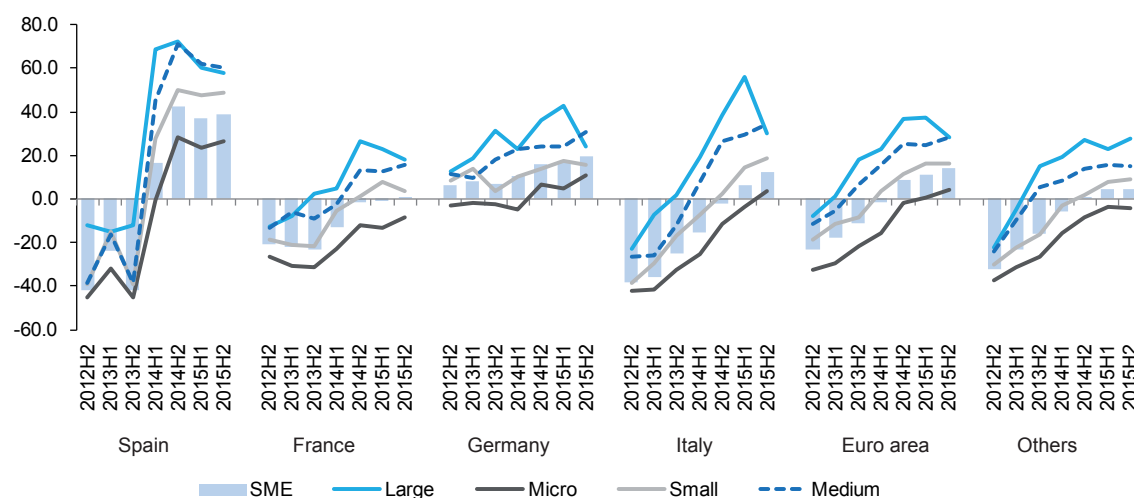 80.0
60.0
40.0
20.0
0.0
-20.0
-40.0
-60.0
2012H2 2013H1 2013H2 2014H1 2014H2 2015H1 2015H2 2012H2 2013H1 2013H2 2014H1 2014H2 2015H1 2015H2 2012H2 2013H1 2013H2 2014H1 2014H2 2015H1 2015H2 2012H2 2013H1 2013H2 2014H1 2014H2 2015H1 2015H2 2012H2 2013H1 2013H2 2014H1 2014H2 2015H1 2015H2 2012H2 2013H1 2013H2 2014H1 2014H2 2015H1 2015H2
Spain France Germany Italy Euro area Others
SME Large Micro Small Medium